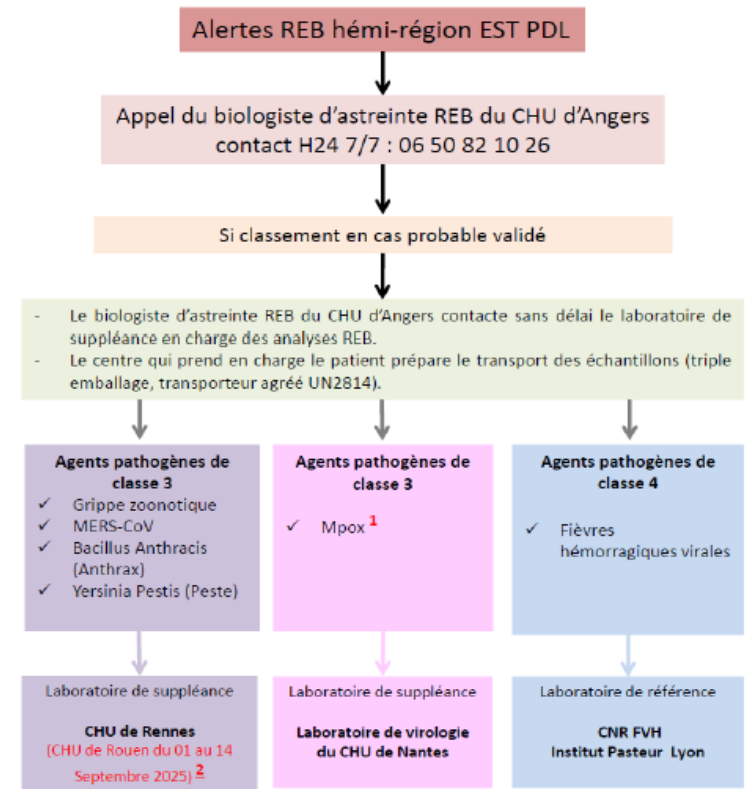 Alertes REB hémi-région EST PDL
Appel du biologiste d'astreinte REB du CHU d'Angers
contact H24 7/7 : 06 50 82 10 26
Si classement en cas probable validé
- Le biologiste d'astreinte REB du CHU d'Angers contacte sans délai le laboratoire de
suppléance en charge des analyses REB.
- Le centre qui prend en charge le patient prépare le transport des échantillons (triple
emballage, transporteur agréé UN2814).
Agents pathogènes de
classe 3
✓ Grippe zoonotique
✓ MERS-CoV
✓ Bacillus Anthracis
(Anthrax)
✓ Yersinia Pestis (Peste)
Agents pathogènes de
classe 3
✓ Mpox 1
Agents pathogènes de
classe 4
✓ Fièvres
hémorragiques virales
Laboratoire de suppléance
CHU de Rennes
(CHU de Rouen du 01 au 14
Septembre 2025) 2
Laboratoire de suppléance
Laboratoire de virologie
du CHU de Nantes
Laboratoire de référence
CNR FVH
Institut Pasteur Lyon